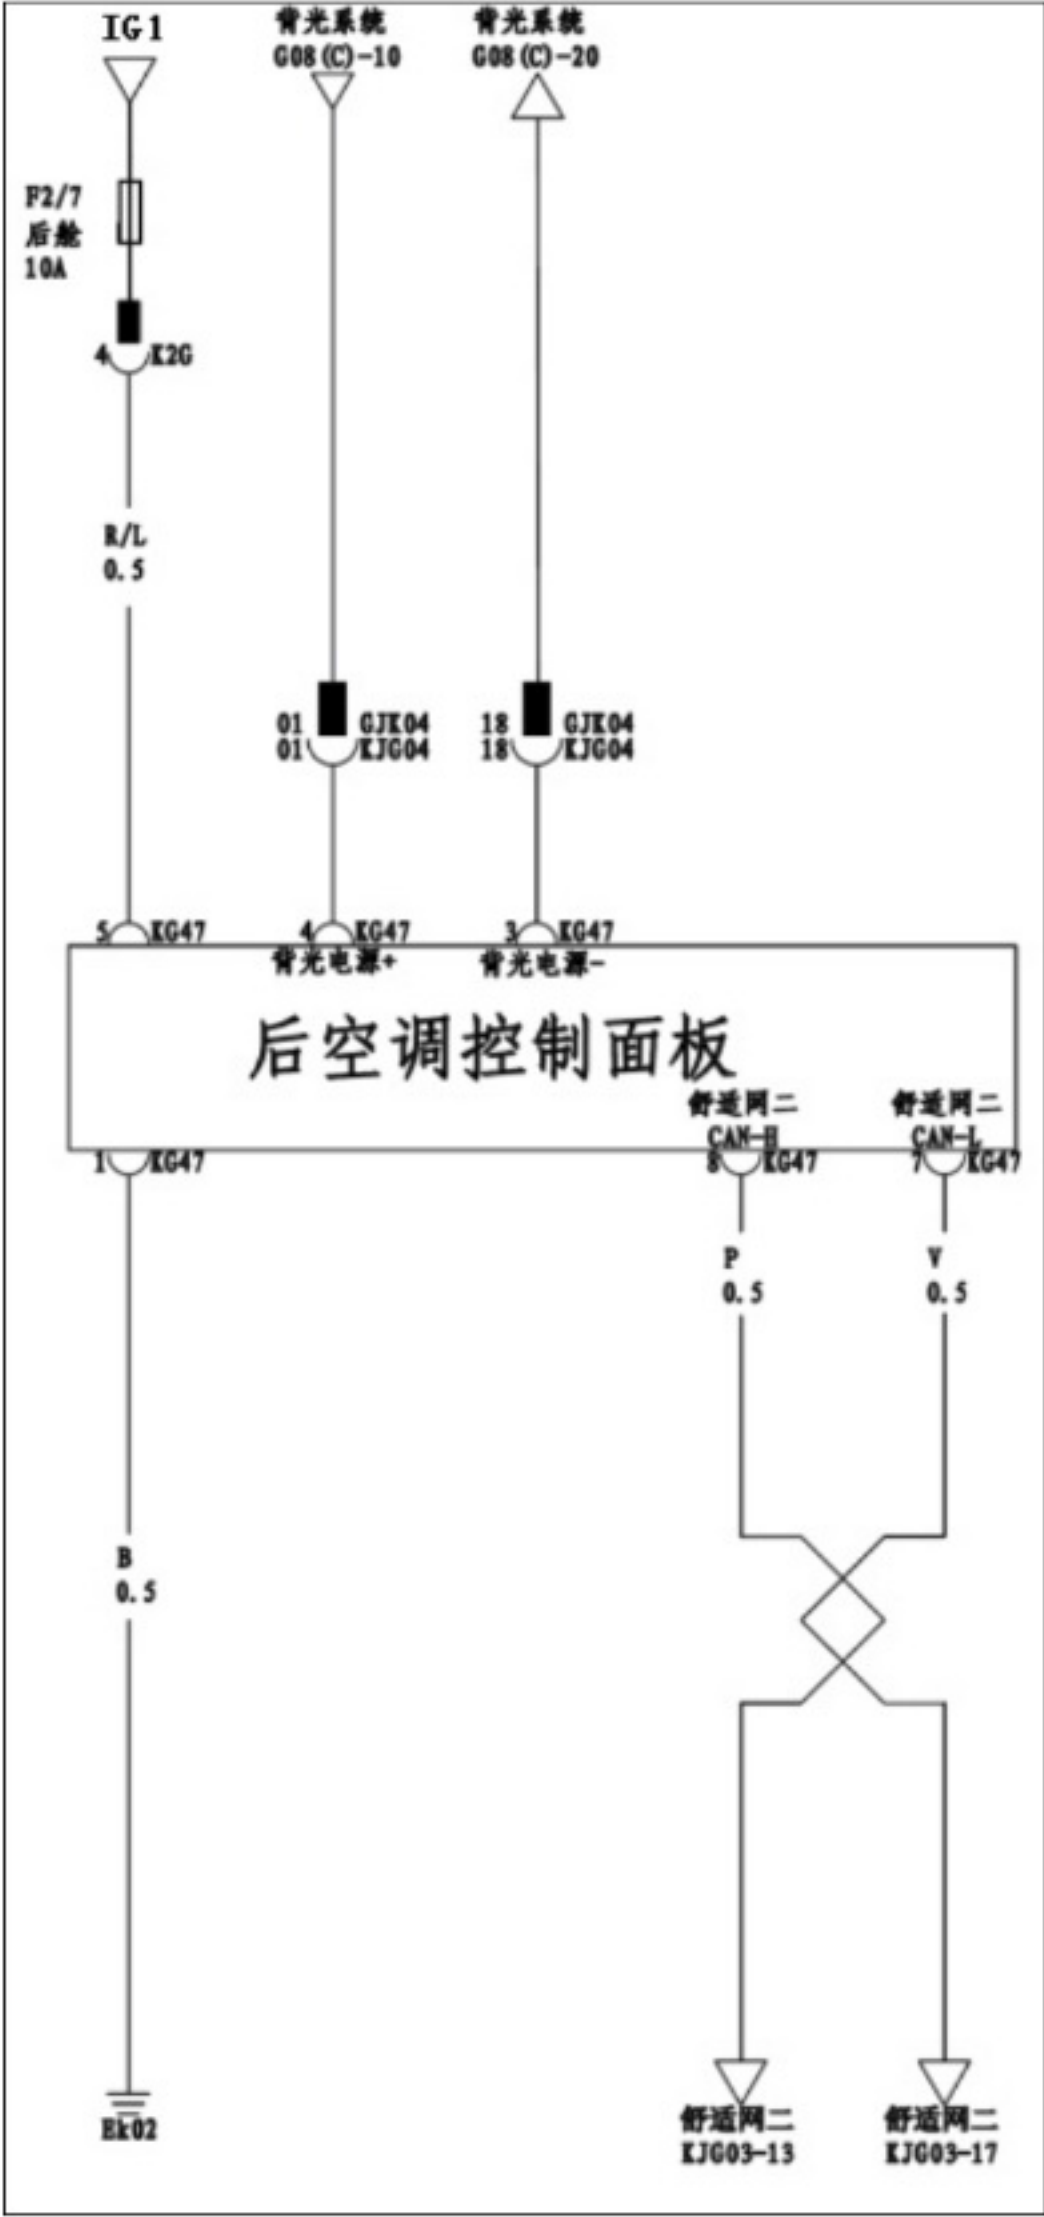 IG1
背光系统
G08(C)-10
背光系统
G08(C)-20
F2/7
后舱
10A
4 K2G
R/L
0.5
01 GJK04
01 KJG04
18 GJK04
18 KJG04
5 KG47
4 KG47
3 KG47
背光电源+
背光电源-
后空调控制面板
舒适网二
CAN-H
舒适网二
CAN-L
1 KG47
8 KG47
7 KG47
P
0.5
V
0.5
B
0.5
Ek02
舒适网二
KJG03-13
舒适网二
KJG03-17